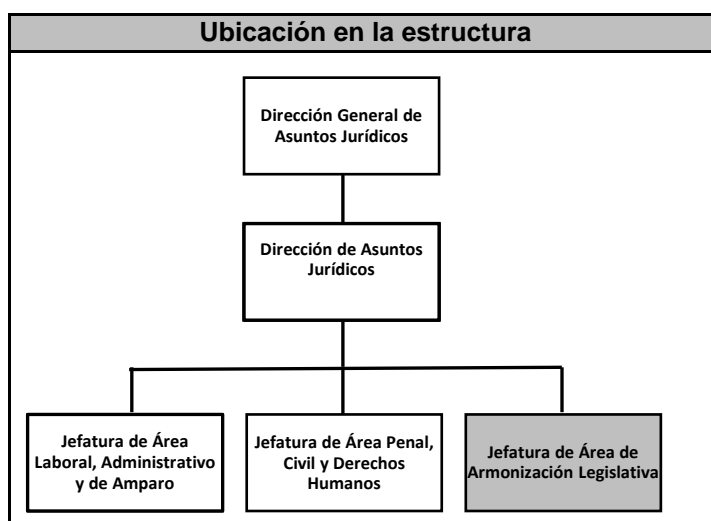 Ubicación en la estructura
Dirección General de
Asuntos Jurídicos
Dirección de Asuntos
Jurídicos
Jefatura de Área
Laboral, Administrativo
y de Amparo
Jefatura de Área Penal,
Civil y Derechos
Humanos
Jefatura de Área de
Armonización Legislativa